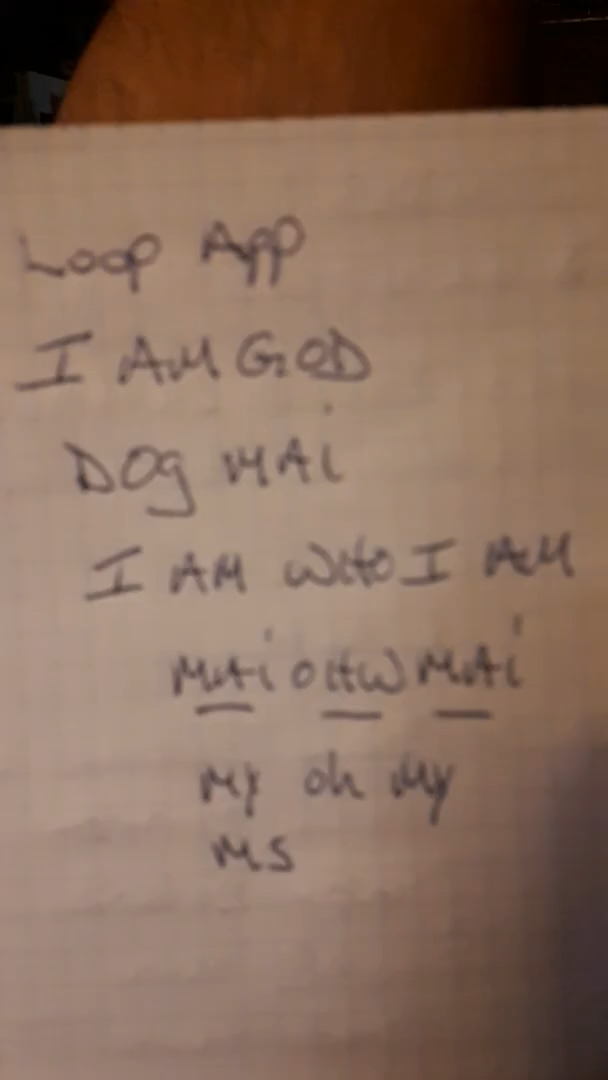 Loop App
I AM GOD
DOg MAi
I AM WHO I AM
MAi OHW MAi
My oh My
MS